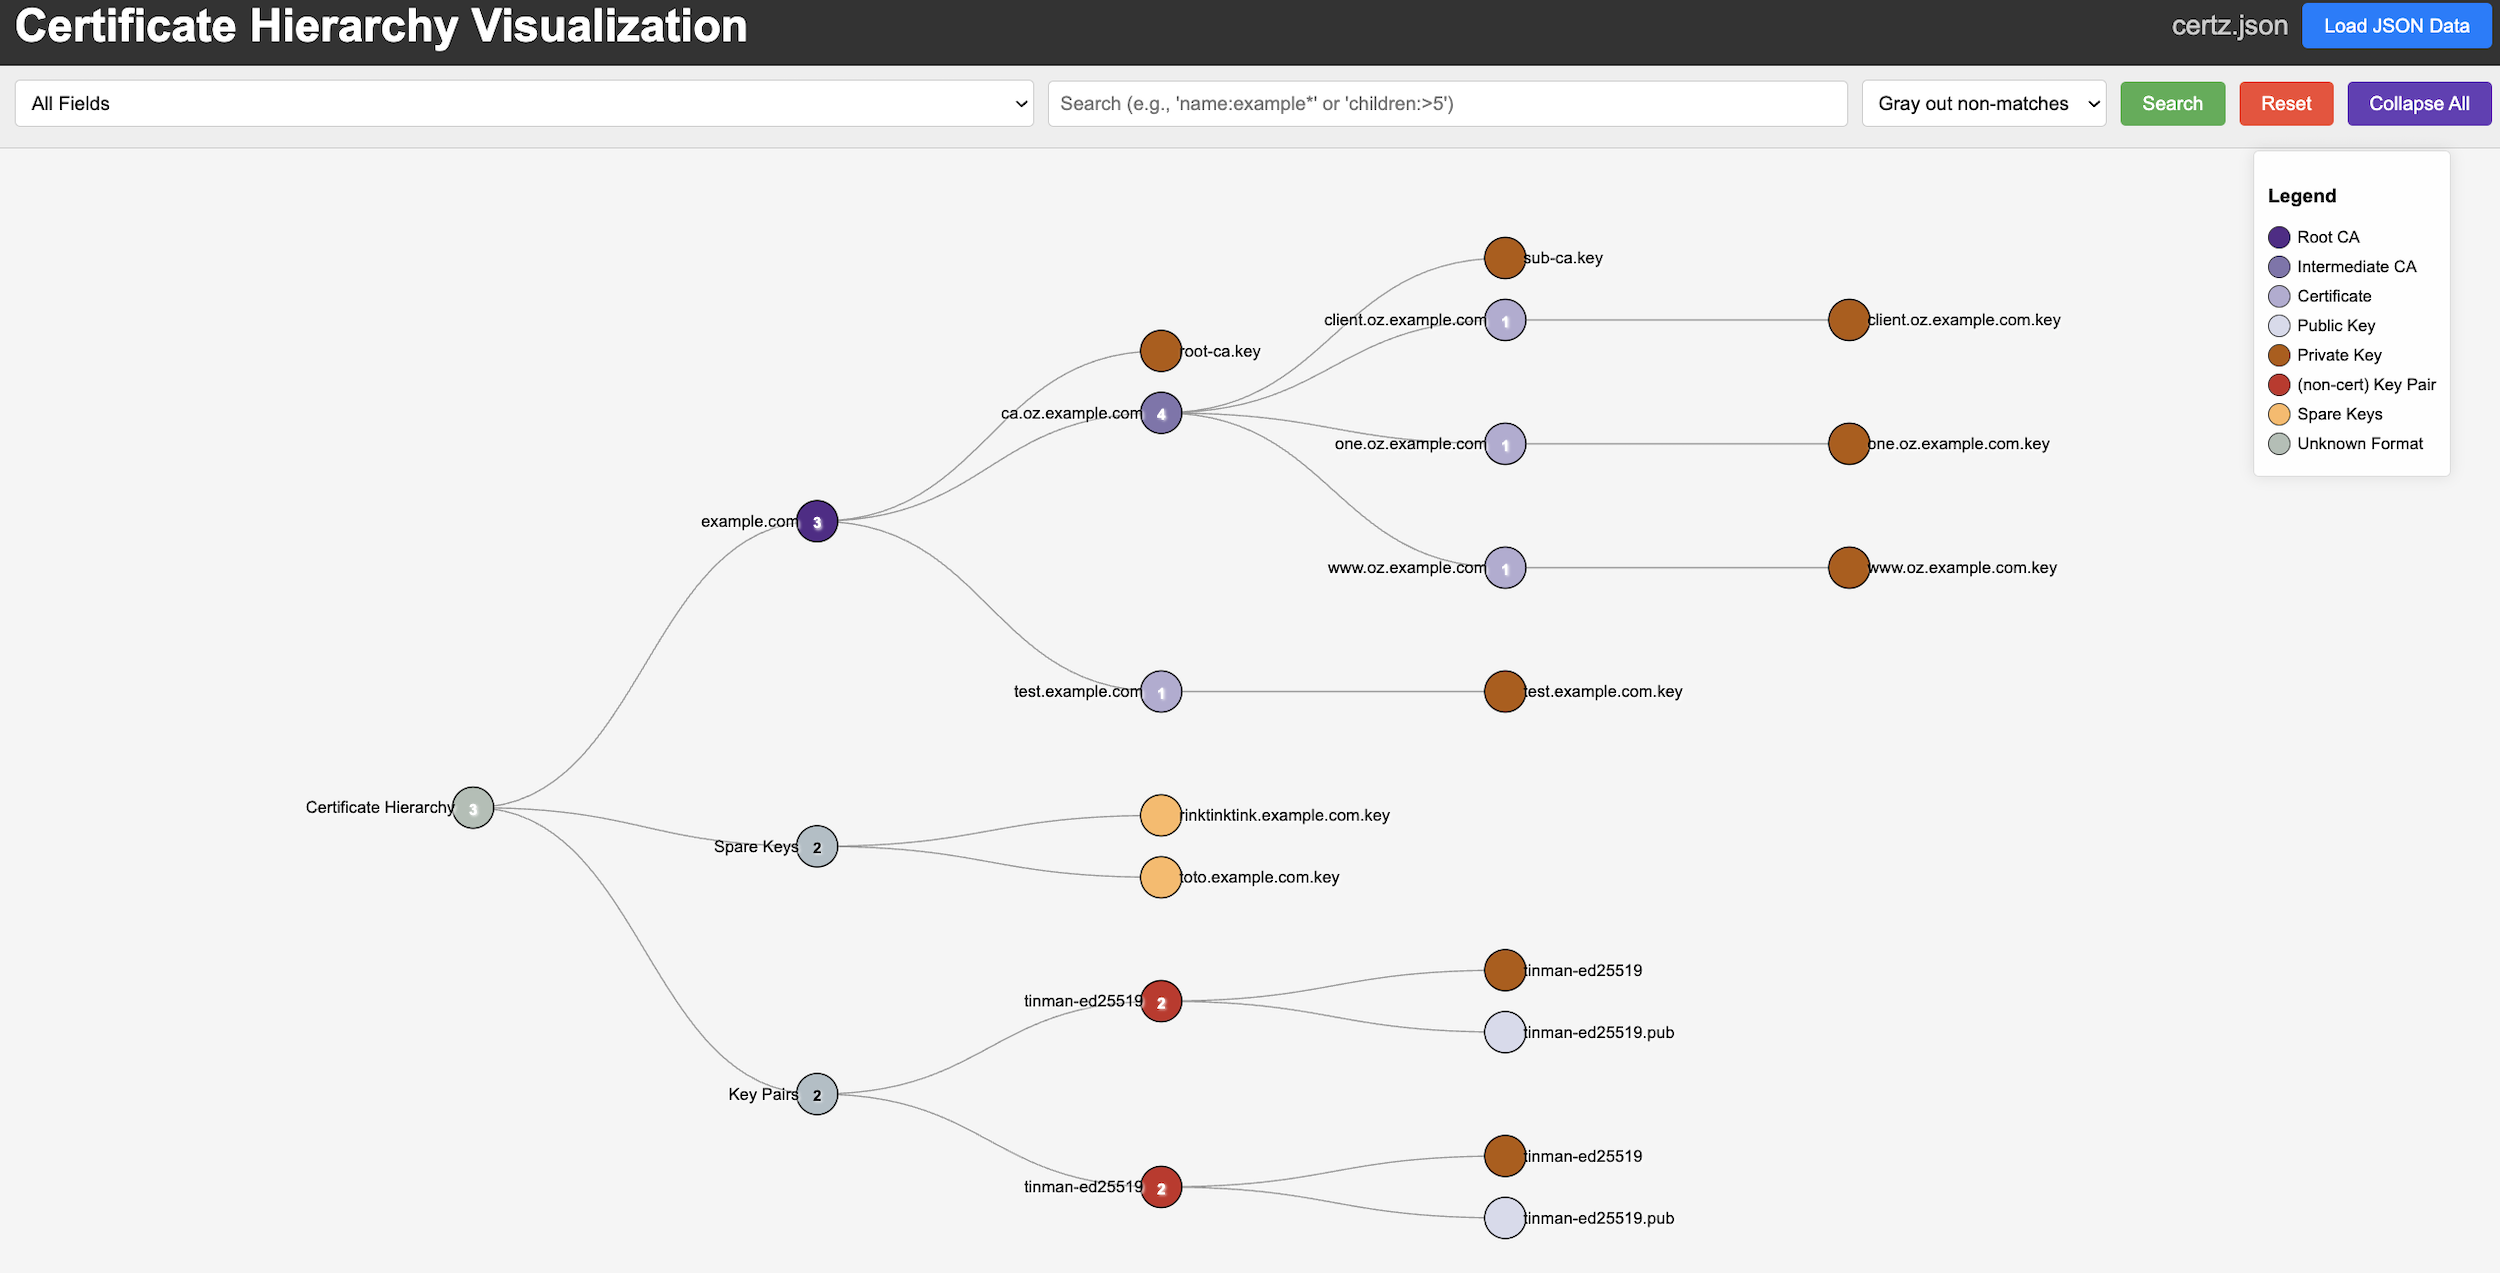 Certificate Hierarchy Visualization
certz.json
Load JSON Data
All Fields
Search (e.g., 'name:example*' or 'children:>5')
Gray out non-matches
Search
Reset
Collapse All
Legend
Root CA
Intermediate CA
Certificate
Public Key
Private Key
(non-cert) Key Pair
Spare Keys
Unknown Format
sub-ca.key
client.oz.example.com 1
client.oz.example.com.key
root-ca.key
ca.oz.example.com 4
one.oz.example.com 1
one.oz.example.com.key
example.com 3
www.oz.example.com 1
www.oz.example.com.key
test.example.com 1
test.example.com.key
Certificate Hierarchy 3
rinktinktink.example.com.key
Spare Keys 2
toto.example.com.key
tinman-ed25519
tinman-ed25519 2
tinman-ed25519.pub
Key Pairs 2
tinman-ed25519
tinman-ed25519 2
tinman-ed25519.pub